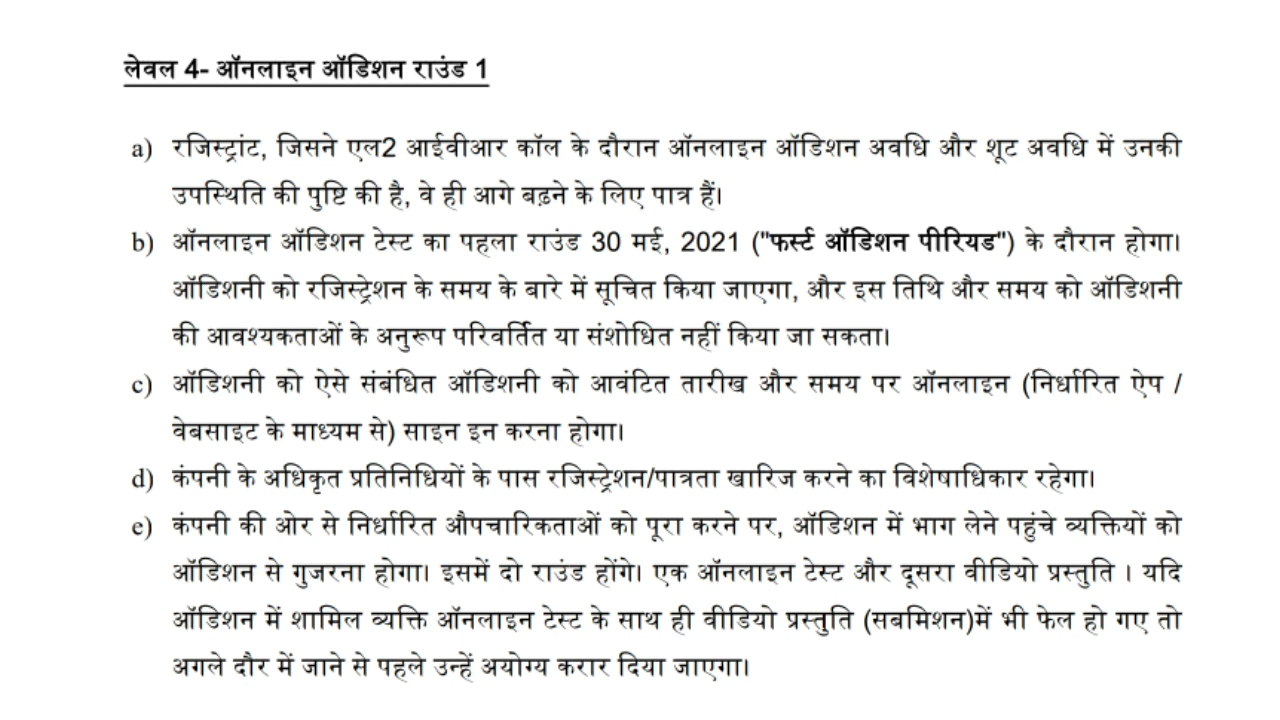 लेवल 4- ऑनलाइन ऑडिशन राउंड 1
a) रजिस्ट्रांट, जिसने एल2 आईवीआर कॉल के दौरान ऑनलाइन ऑडिशन अवधि और शूट अवधि में उनकी
उपस्थिति की पुष्टि की है, वे ही आगे बढ़ने के लिए पात्र हैं।
b) ऑनलाइन ऑडिशन टेस्ट का पहला राउंड 30 मई, 2021 ("फर्स्ट ऑडिशन पीरियड") के दौरान होगा।
ऑडिशनी को रजिस्ट्रेशन के समय के बारे में सूचित किया जाएगा, और इस तिथि और समय को ऑडिशनी
की आवश्यकताओं के अनुरूप परिवर्तित या संशोधित नहीं किया जा सकता।
c) ऑडिशनी को ऐसे संबंधित ऑडिशनी को आवंटित तारीख और समय पर ऑनलाइन (निर्धारित ऐप /
वेबसाइट के माध्यम से) साइन इन करना होगा।
d) कंपनी के अधिकृत प्रतिनिधियों के पास रजिस्ट्रेशन/पात्रता खारिज करने का विशेषाधिकार रहेगा।
e) कंपनी की ओर से निर्धारित औपचारिकताओं को पूरा करने पर, ऑडिशन में भाग लेने पहुंचे व्यक्तियों को
ऑडिशन से गुजरना होगा। इसमें दो राउंड होंगे। एक ऑनलाइन टेस्ट और दूसरा वीडियो प्रस्तुति । यदि
ऑडिशन में शामिल व्यक्ति ऑनलाइन टेस्ट के साथ ही वीडियो प्रस्तुति (सबमिशन)में भी फेल हो गए तो
अगले दौर में जाने से पहले उन्हें अयोग्य करार दिया जाएगा।